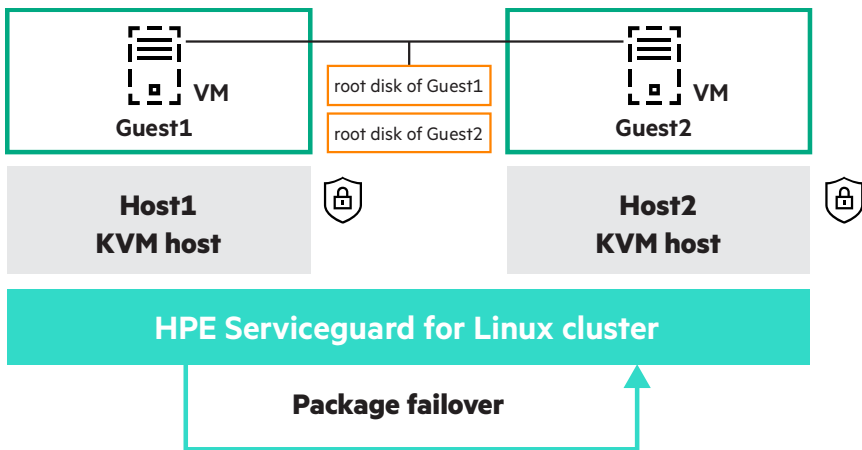 VM
Guest1
root disk of Guest1
root disk of Guest2
VM
Guest2
Host1
KVM host
Host2
KVM host
HPE Serviceguard for Linux cluster
Package failover